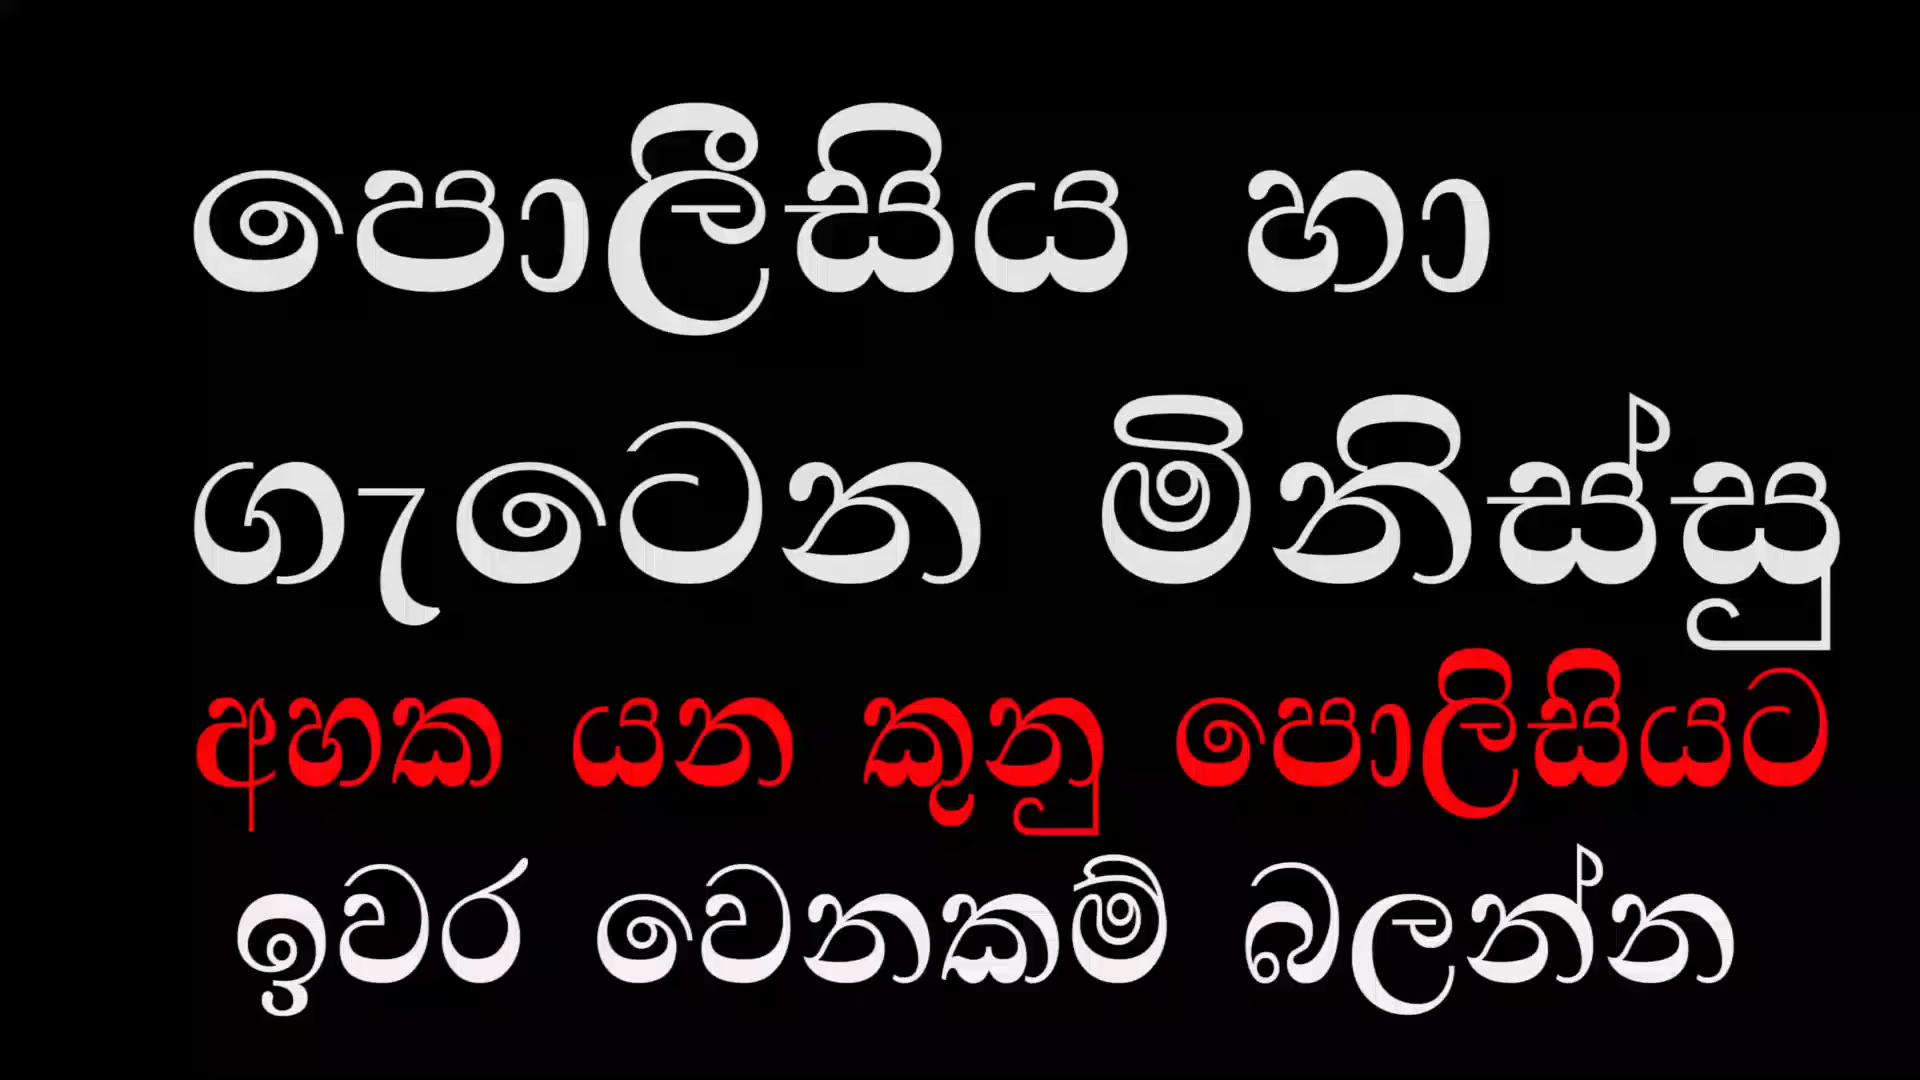 පොලීසිය හා
ගැටෙන මිනිස්සු
අහක යන කුනු පොලිසියට
ඉවර වෙනකම් බලන්න